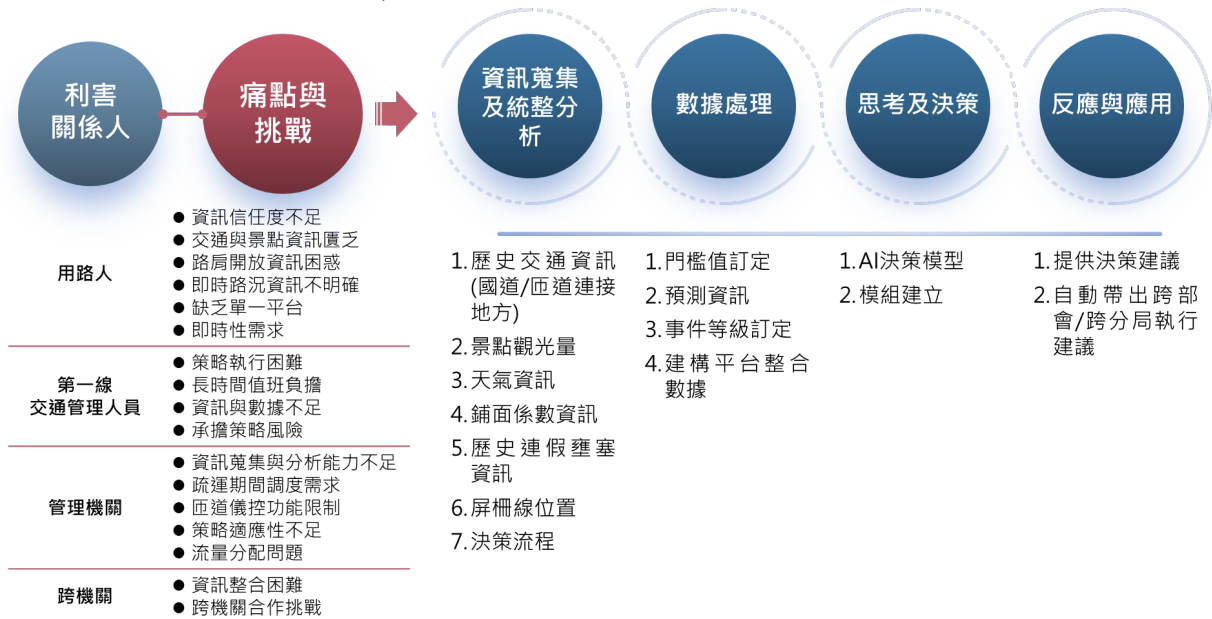 利害
關係人
痛點與
挑戰
資訊蒐集
及統整分
析
數據處理
思考及決策
反應與應用
用路人
● 資訊信任度不足
● 交通與景點資訊匱乏
● 路肩開放資訊困惑
● 即時路況資訊不明確
● 缺乏單一平台
● 即時性需求
第一線
交通管理人員
● 策略執行困難
● 長時間值班負擔
● 資訊與數據不足
● 承擔策略風險
管理機關
● 資訊蒐集與分析能力不足
● 疏運期間調度需求
● 匝道儀控功能限制
● 策略適應性不足
● 流量分配問題
跨機關
● 資訊整合困難
● 跨機關合作挑戰
1.歷史交通資訊
(國道/匝道連接
地方)
2.景點觀光量
3.天氣資訊
4.鋪面係數資訊
5.歷史連假壅塞
資訊
6.屏柵線位置
7.決策流程
1.門檻值訂定
2.預測資訊
3.事件等級訂定
4.建構平台整合
數據
1.AI決策模型
2.模組建立
1.提供決策建議
2.自動帶出跨部
會/跨分局執行
建議